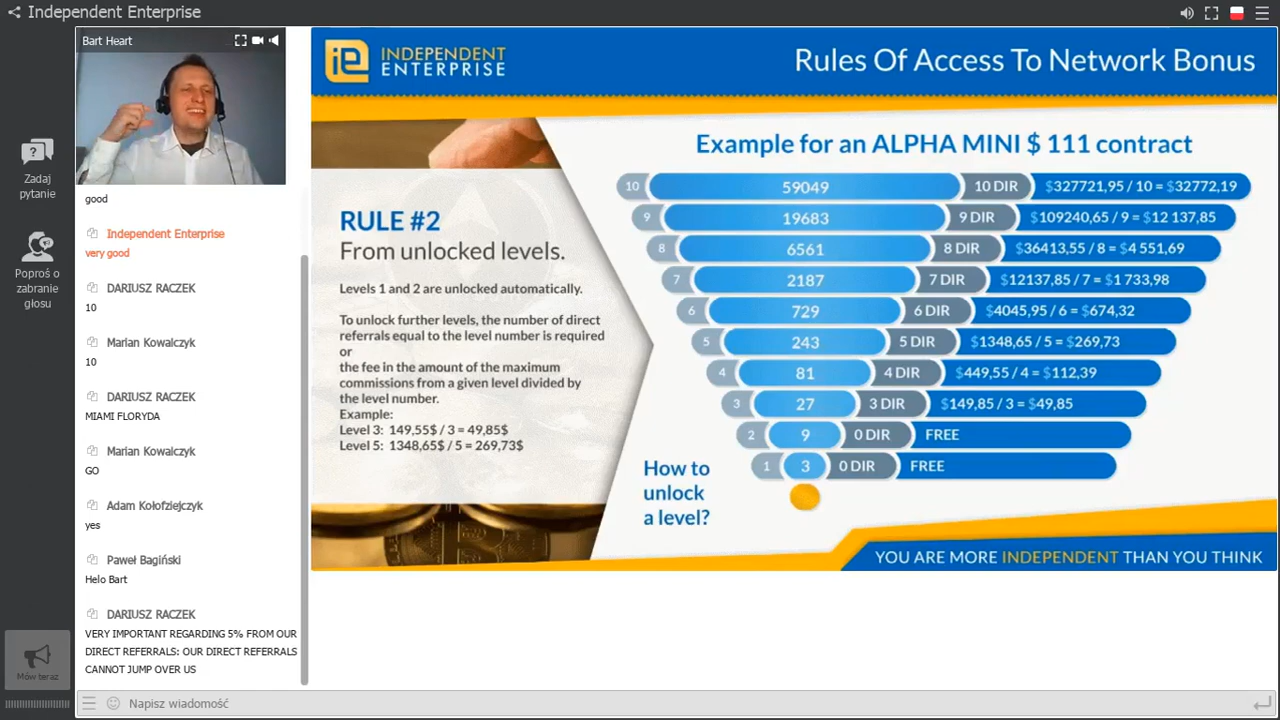 Independent Enterprise
Bart Heart
good
Independent Enterprise
very good
DARIUSZ RACZEK
10
Marian Kowalczyk
10
DARIUSZ RACZEK
MIAMI FLORYDA
Marian Kowalczyk
GO
Adam Kołofziejczyk
yes
Paweł Bagiński
Helo Bart
DARIUSZ RACZEK
VERY IMPORTANT REGARDING 5% FROM OUR
DIRECT REFERRALS: OUR DIRECT REFERRALS
CANNOT JUMP OVER US
Napisz wiadomość
Zadaj
pytanie
Poproś o
zabranie
głosu
Mów teraz
ie INDEPENDENT
ENTERPRISE
Rules Of Access To Network Bonus
RULE #2
From unlocked levels.
Levels 1 and 2 are unlocked automatically.
To unlock further levels, the number of direct
referrals equal to the level number is required
or
the fee in the amount of the maximum
commissions from a given level divided by
the level number.
Example:
Level 3: 149,55$ / 3 = 49,85$
Level 5: 1348,65$ / 5 = 269,73$
Example for an ALPHA MINI $ 111 contract
10 59049 10 DIR $327721,95 / 10 = $32772,19
9 19683 9 DIR $109240,65 / 9 = $12 137,85
8 6561 8 DIR $36413,55 / 8 = $4 551,69
7 2187 7 DIR $12137,85 / 7 = $1 733,98
6 729 6 DIR $4045,95 / 6 = $674,32
5 243 5 DIR $1348,65 / 5 = $269,73
4 81 4 DIR $449,55 / 4 = $112,39
3 27 3 DIR $149,85 / 3 = $49,85
2 9 0 DIR FREE
1 3 0 DIR FREE
How to
unlock
a level?
YOU ARE MORE INDEPENDENT THAN YOU THINK